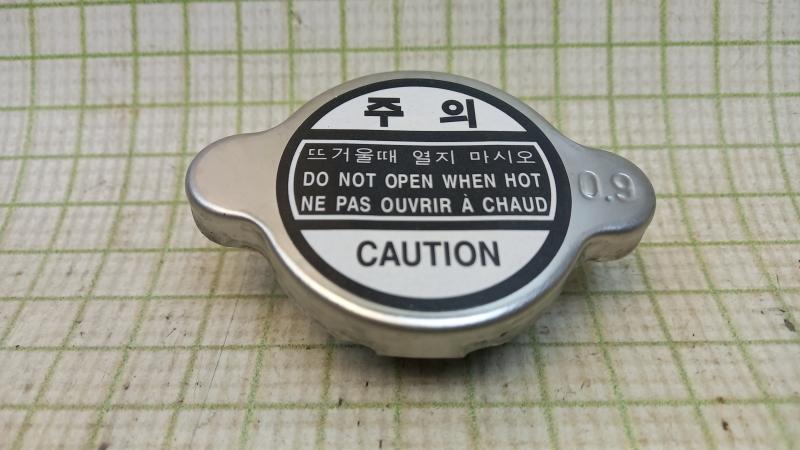 주 의
뜨거울때 열지 마시오
DO NOT OPEN WHEN HOT
NE PAS OUVRIR À CHAUD
CAUTION
0.9